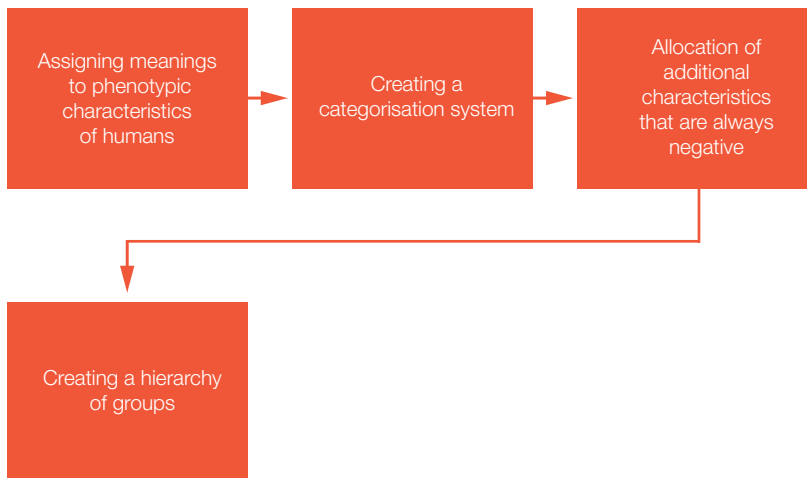 Assigning meanings
to phenotypic
characteristics
of humans
Creating a
categorisation system
Allocation of
additional
characteristics
that are always
negative
Creating a hierarchy
of groups